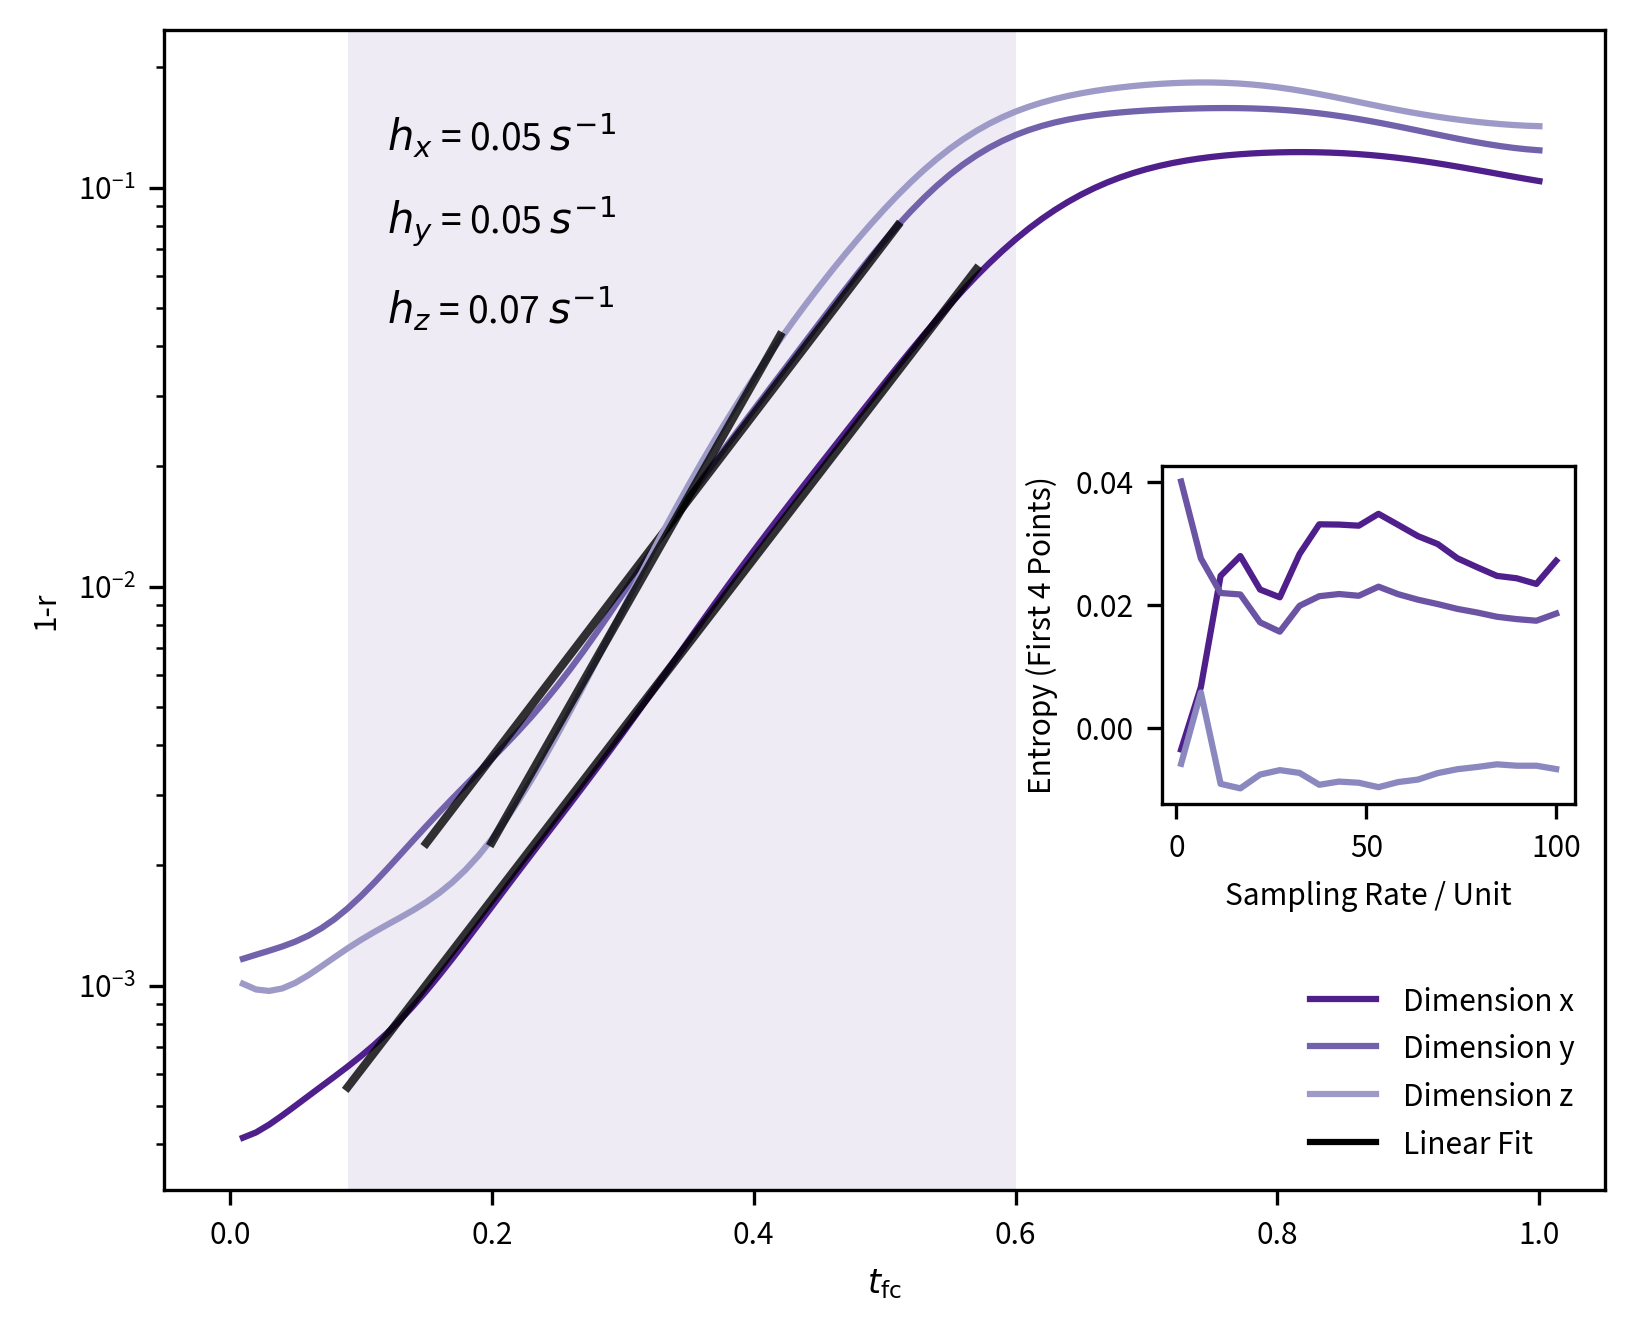 h_x = 0.05 s⁻¹
h_y = 0.05 s⁻¹
h_z = 0.07 s⁻¹
10⁻¹
10⁻²
10⁻³
1-r
0.0 0.2 0.4 0.6 0.8 1.0
t_fc
Entropy (First 4 Points)
0.04
0.02
0.00
0 50 100
Sampling Rate / Unit
Dimension x
Dimension y
Dimension z
Linear Fit